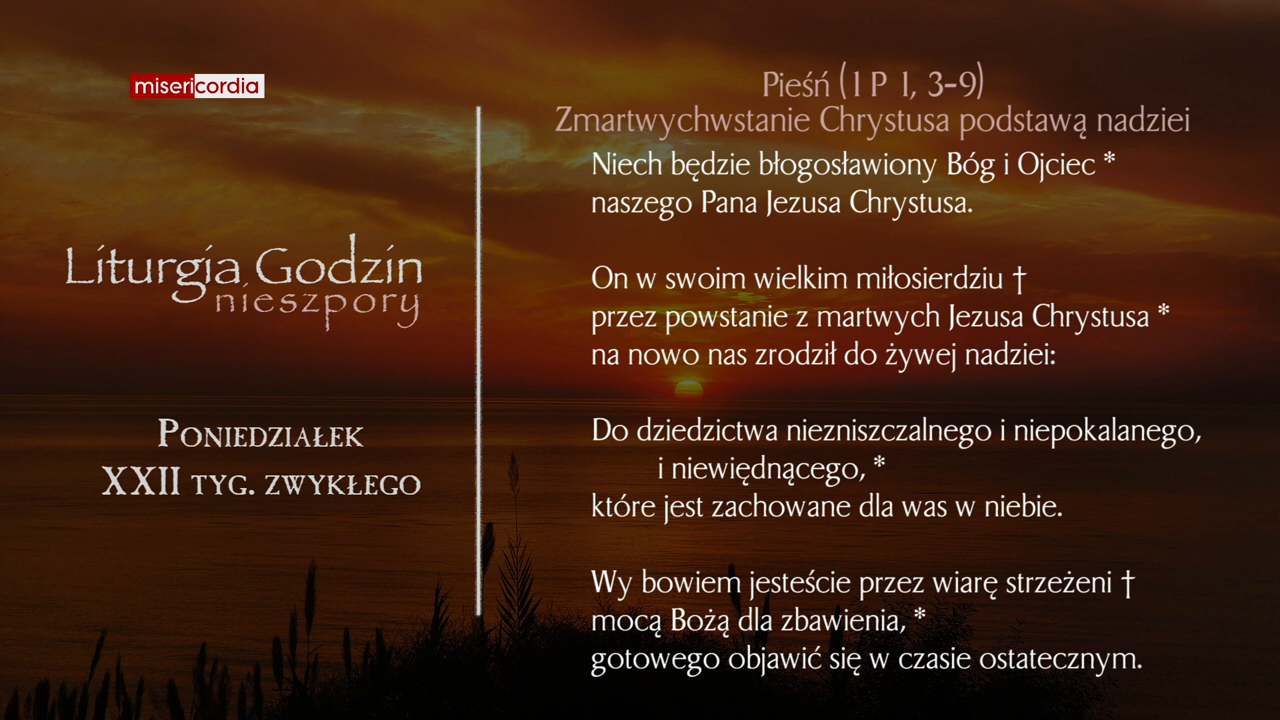 misericordia
Liturgia Godzin
nieszpory
Poniedziałek
XXII tyg. zwykłego
Pieśń (1 P 1, 3-9)
Zmartwychwstanie Chrystusa podstawą nadziei
Niech będzie błogosławiony Bóg i Ojciec *
naszego Pana Jezusa Chrystusa.
On w swoim wielkim miłosierdziu †
przez powstanie z martwych Jezusa Chrystusa *
na nowo nas zrodził do żywej nadziei:
Do dziedzictwa niezniszczalnego i niepokalanego,
i niewiędnącego, *
które jest zachowane dla was w niebie.
Wy bowiem jesteście przez wiarę strzeżeni †
mocą Bożą dla zbawienia, *
gotowego objawić się w czasie ostatecznym.